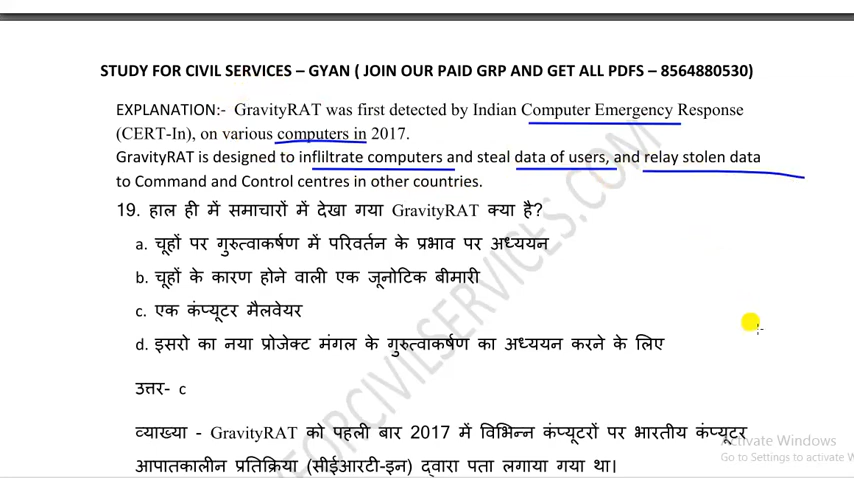 STUDY FOR CIVIL SERVICES – GYAN ( JOIN OUR PAID GRP AND GET ALL PDFS – 8564880530)
EXPLANATION:- GravityRAT was first detected by Indian Computer Emergency Response
(CERT-In), on various computers in 2017.
GravityRAT is designed to infliltrate computers and steal data of users, and relay stolen data
to Command and Control centres in other countries.
19. हाल ही में समाचारों में देखा गया GravityRAT क्या है?
a. चूहों पर गुरुत्वाकर्षण में परिवर्तन के प्रभाव पर अध्ययन
b. चूहों के कारण होने वाली एक जूनोटिक बीमारी
c. एक कंप्यूटर मैलवेयर
d. इसरो का नया प्रोजेक्ट मंगल के गुरुत्वाकर्षण का अध्ययन करने के लिए
उत्तर- c
व्याख्या - GravityRAT को पहली बार 2017 में विभिन्न कंप्यूटरों पर भारतीय कंप्यूटर
आपातकालीन प्रतिक्रिया (सीईआरटी-इन) द्वारा पता लगाया गया था।
FORCIVILSERVICES.COM
Activate Windows
Go to Settings to activate W